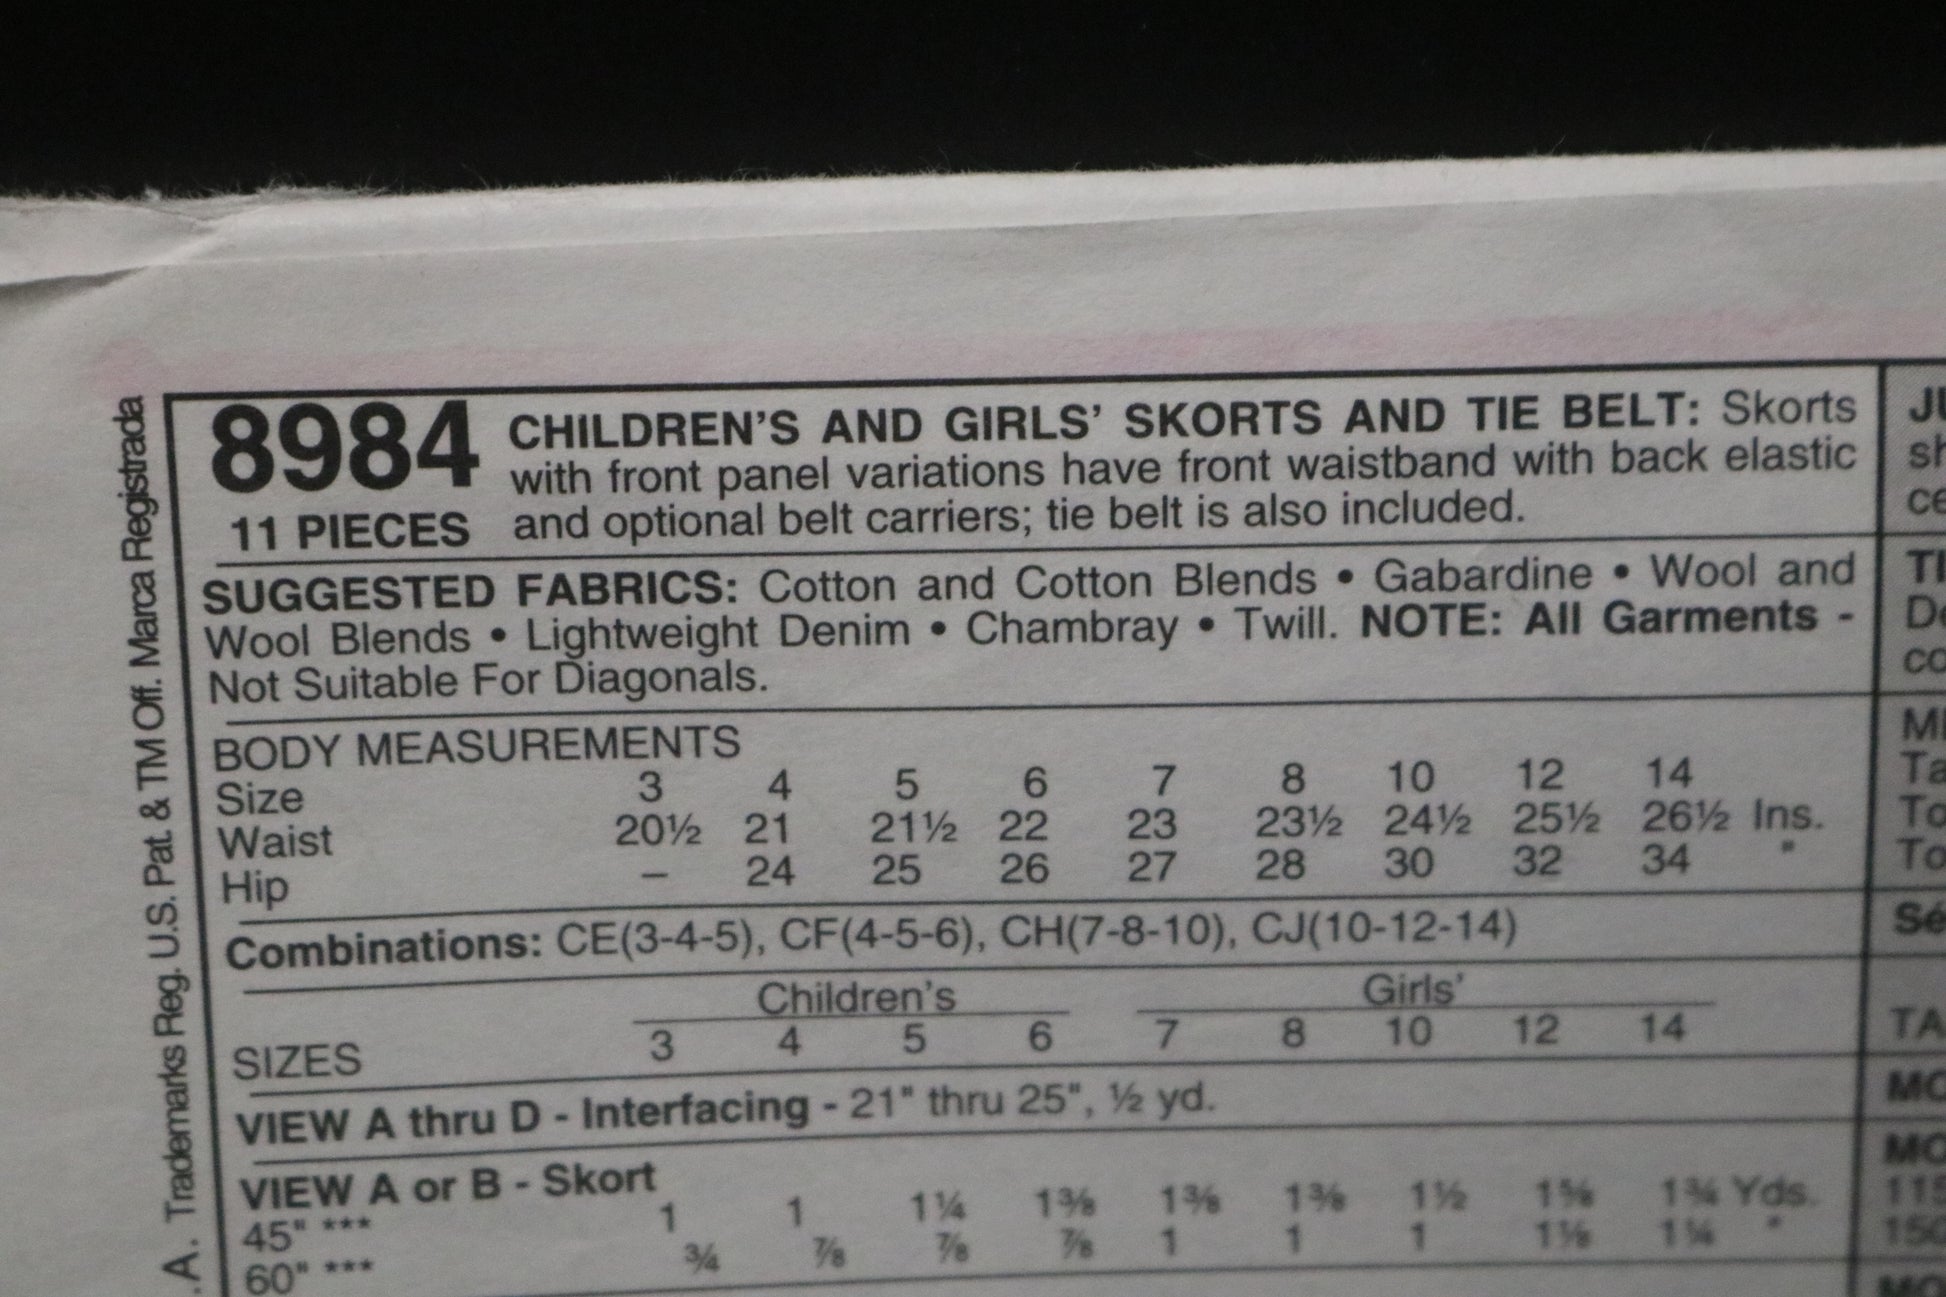 8984 CHILDREN'S AND GIRLS' SKORTS AND TIE BELT: Skorts
with front panel variations have front waistband with back elastic
11 PIECES and optional belt carriers; tie belt is also included.
SUGGESTED FABRICS: Cotton and Cotton Blends • Gabardine • Wool and
Wool Blends • Lightweight Denim • Chambray • Twill. NOTE: All Garments -
Not Suitable For Diagonals.
BODY MEASUREMENTS
Size 3 4 5 6 7 8 10 12 14
Waist 20½ 21 21½ 22 23 23½ 24½ 25½ 26½ Ins.
Hip – 24 25 26 27 28 30 32 34 "
Combinations: CE(3-4-5), CF(4-5-6), CH(7-8-10), CJ(10-12-14)
Children's Girls'
SIZES 3 4 5 6 7 8 10 12 14
VIEW A thru D - Interfacing - 21" thru 25", ½ yd.
VIEW A or B - Skort
45" *** 1 1 1¼ 1⅜ 1⅜ 1⅜ 1½ 1⅝ 1¾ Yds.
60" *** ¾ ⅞ ⅞ ⅞ 1 1 1 1⅛ 1¼ "
.A. Trademarks Reg. U.S. Pat. & TM Off. Marca Registrada